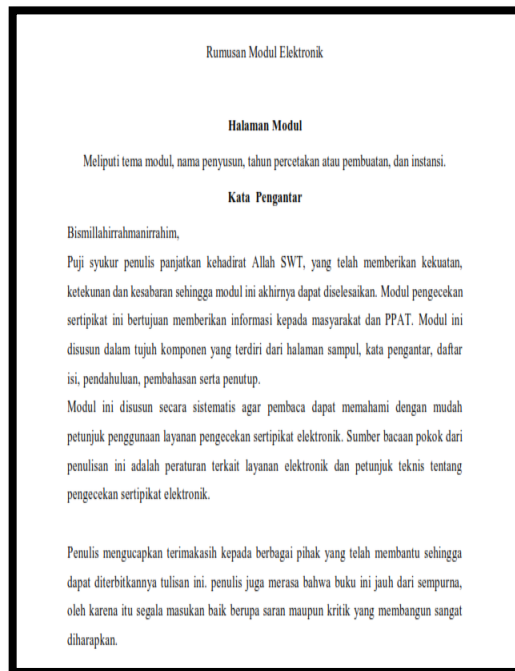 Rumusan Modul Elektronik
Halaman Modul
Meliputi tema modul, nama penyusun, tahun percetakan atau pembuatan, dan instansi.
Kata Pengantar
Bismillahirrahmanirrahim,
Puji syukur penulis panjatkan kehadirat Allah SWT, yang telah memberikan kekuatan,
ketekunan dan kesabaran sehingga modul ini akhirnya dapat diselesaikan. Modul pengecekan
sertipikat ini bertujuan memberikan informasi kepada masyarakat dan PPAT. Modul ini
disusun dalam tujuh komponen yang terdiri dari halaman sampul, kata pengantar, daftar
isi, pendahuluan, pembahasan serta penutup.
Modul ini disusun secara sistematis agar pembaca dapat memahami dengan mudah
petunjuk penggunaan layanan pengecekan sertipikat elektronik. Sumber bacaan pokok dari
penulisan ini adalah peraturan terkait layanan elektronik dan petunjuk teknis tentang
pengecekan sertipikat elektronik.
Penulis mengucapkan terimakasih kepada berbagai pihak yang telah membantu sehingga
dapat diterbitkannya tulisan ini. penulis juga merasa bahwa buku ini jauh dari sempurna,
oleh karena itu segala masukan baik berupa saran maupun kritik yang membangun sangat
diharapkan.